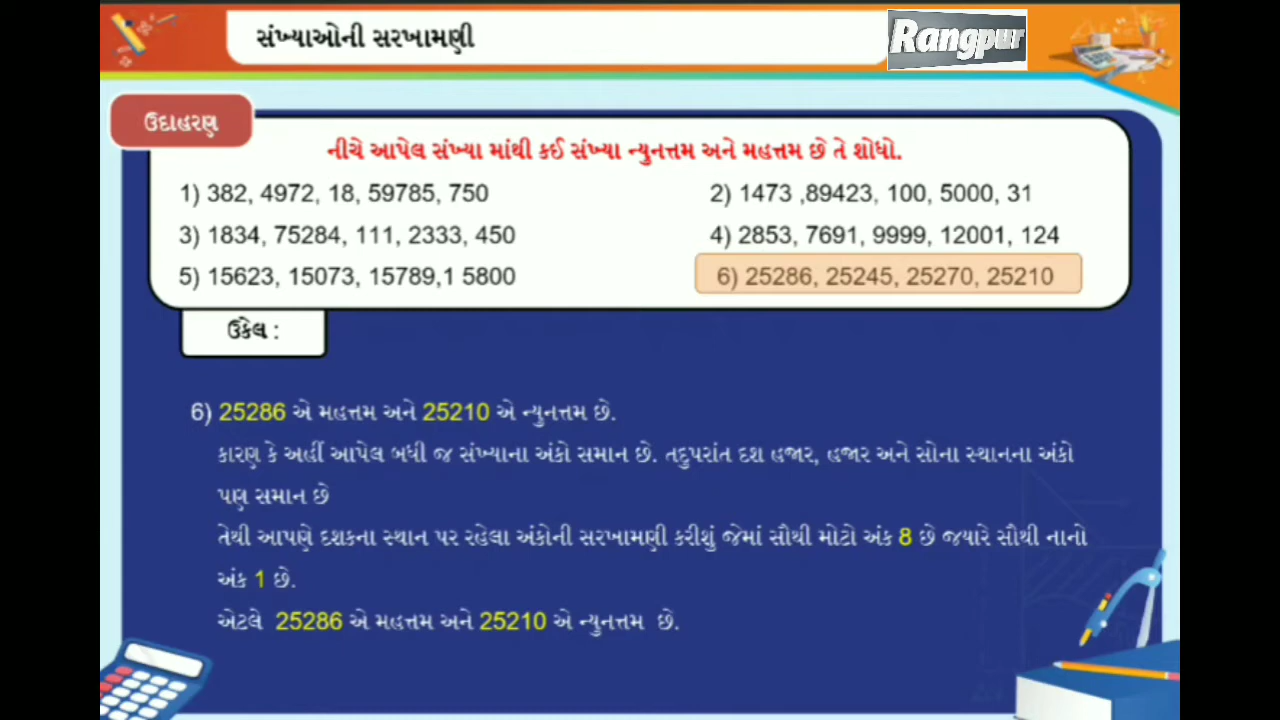 સંખ્યાઓની સરખામણી
Rangpur
ઉદાહરણ
નીચે આપેલ સંખ્યા માંથી કઈ સંખ્યા ન્યુનત્તમ અને મહત્તમ છે તે શોધો.
1) 382, 4972, 18, 59785, 750
2) 1473 ,89423, 100, 5000, 31
3) 1834, 75284, 111, 2333, 450
4) 2853, 7691, 9999, 12001, 124
5) 15623, 15073, 15789,1 5800
6) 25286, 25245, 25270, 25210
ઉકેલ :
6) 25286 એ મહત્તમ અને 25210 એ ન્યુનત્તમ છે.
કારણ કે અહીં આપેલ બધી જ સંખ્યાના અંકો સમાન છે. તદુપરાંત દશ હજાર, હજાર અને સોના સ્થાનના અંકો
પણ સમાન છે
તેથી આપણે દશકના સ્થાન પર રહેલા અંકોની સરખામણી કરીશું જેમાં સૌથી મોટો અંક 8 છે જયારે સૌથી નાનો
અંક 1 છે.
એટલે 25286 એ મહત્તમ અને 25210 એ ન્યુનત્તમ છે.